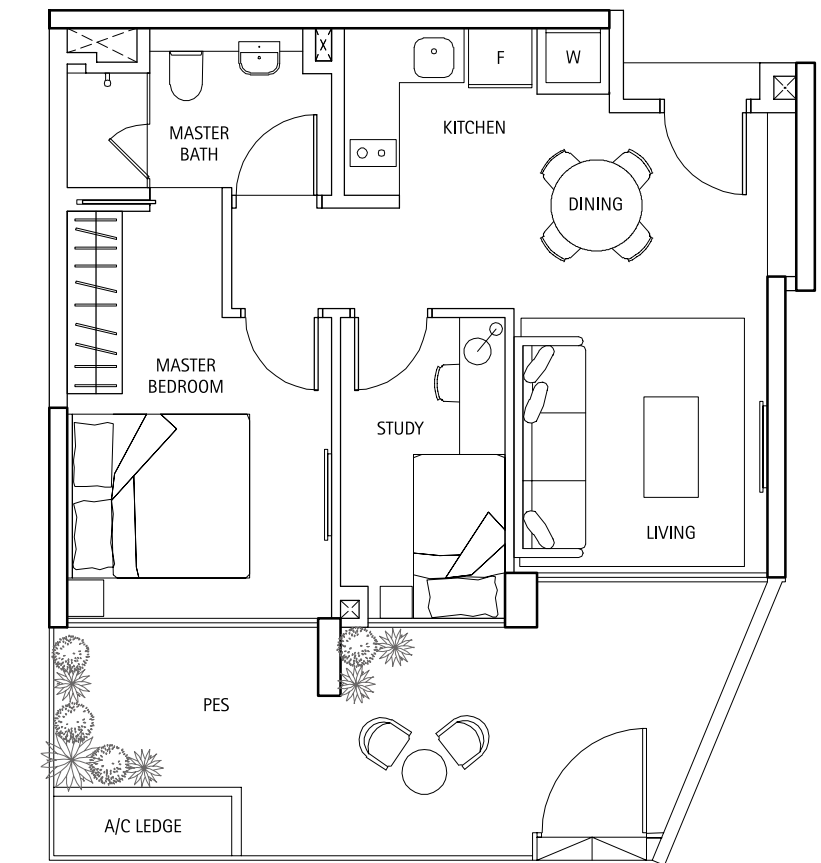 F
W
KITCHEN
MASTER
BATH
DINING
MASTER
BEDROOM
STUDY
LIVING
PES
A/C LEDGE